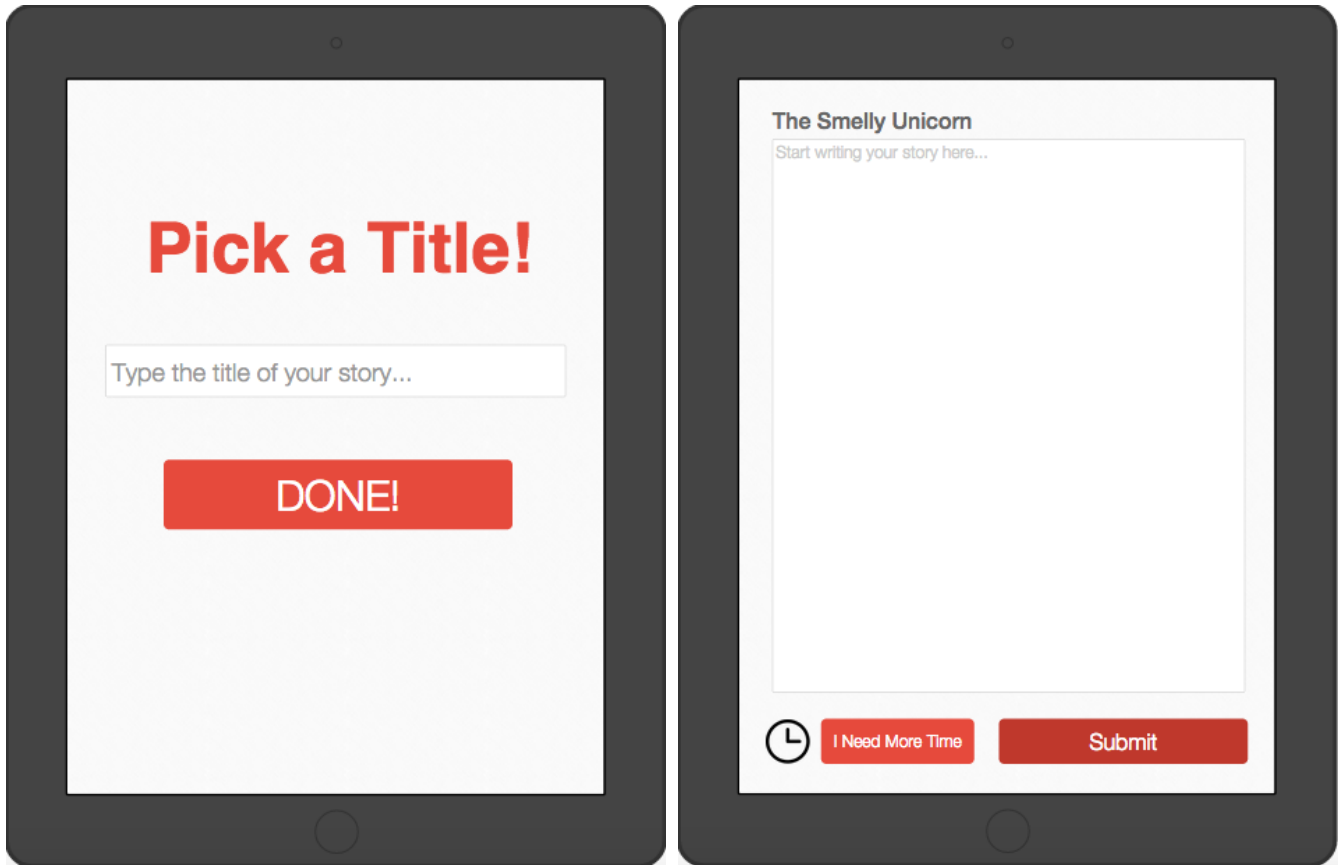 Pick a Title!
Type the title of your story...
DONE!
The Smelly Unicorn
Start writing your story here...
I Need More Time
Submit